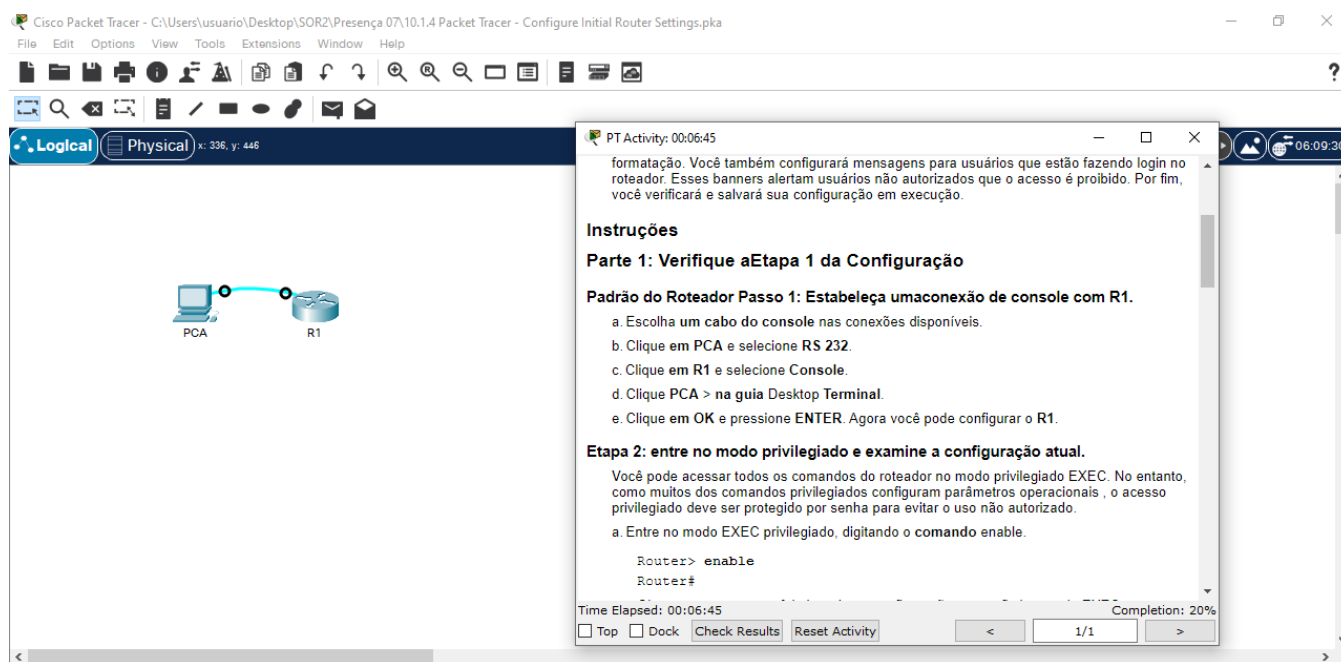 Cisco Packet Tracer - C:\Users\usuario\Desktop\SOR2\Presença 07\10.1.4 Packet Tracer - Configure Initial Router Settings.pka
File Edit Options View Tools Extensions Window Help
?
Logical Physical x: 336, y: 446
06:09:30
PT Activity: 00:06:45
formatação. Você também configurará mensagens para usuários que estão fazendo login no
roteador. Esses banners alertam usuários não autorizados que o acesso é proibido. Por fim,
você verificará e salvará sua configuração em execução.
Instruções
Parte 1: Verifique aEtapa 1 da Configuração
Padrão do Roteador Passo 1: Estabeleça umaconexão de console com R1.
a. Escolha um cabo do console nas conexões disponíveis.
b. Clique em PCA e selecione RS 232.
c. Clique em R1 e selecione Console.
d. Clique PCA > na guia Desktop Terminal.
e. Clique em OK e pressione ENTER. Agora você pode configurar o R1.
Etapa 2: entre no modo privilegiado e examine a configuração atual.
Você pode acessar todos os comandos do roteador no modo privilegiado EXEC. No entanto,
como muitos dos comandos privilegiados configuram parâmetros operacionais , o acesso
privilegiado deve ser protegido por senha para evitar o uso não autorizado.
a. Entre no modo EXEC privilegiado, digitando o comando enable.
Router> enable
Router#
Time Elapsed: 00:06:45 Completion: 20%
Top Dock Check Results Reset Activity < 1/1 >
PCA R1